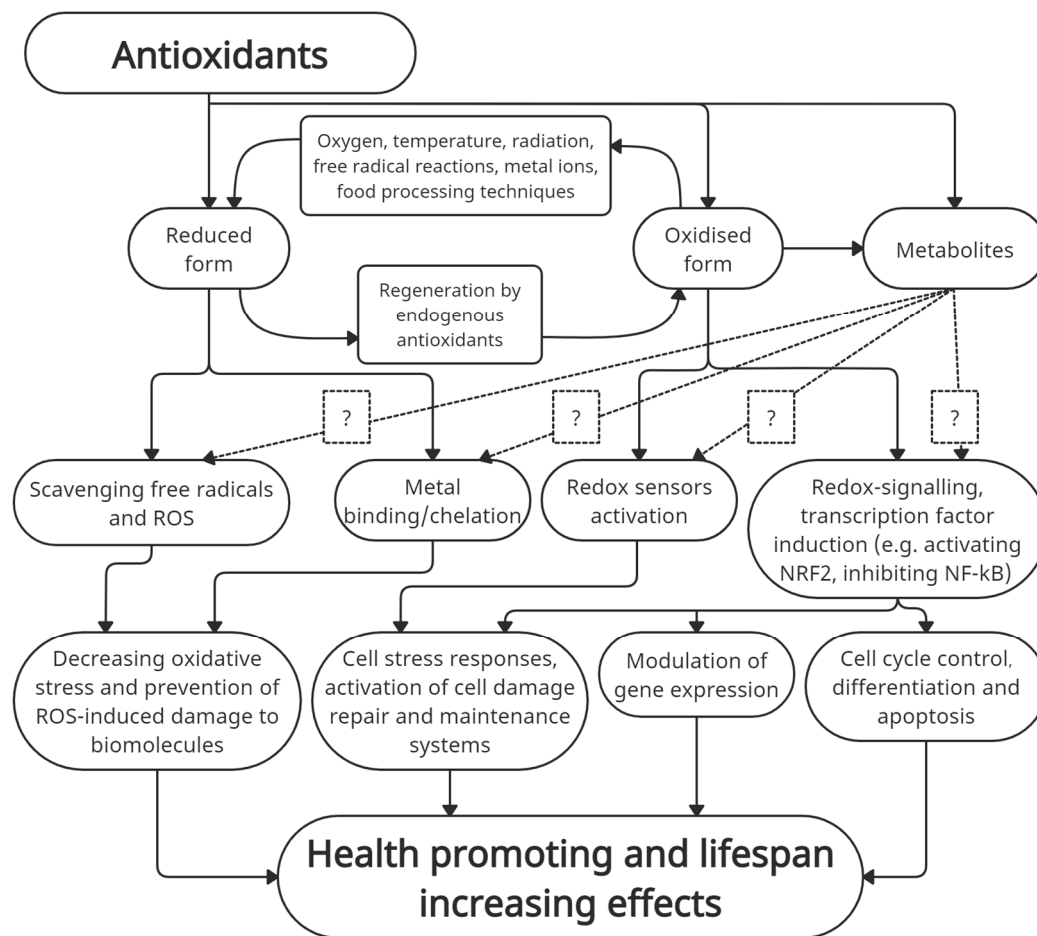 Antioxidants
Oxygen, temperature, radiation,
free radical reactions, metal ions,
food processing techniques
Reduced
form
Oxidised
form
Metabolites
Regeneration by
endogenous
antioxidants
?
?
?
?
Scavenging free radicals
and ROS
Metal
binding/chelation
Redox sensors
activation
Redox-signalling,
transcription factor
induction (e.g. activating
NRF2, inhibiting NF-kB)
Decreasing oxidative
stress and prevention of
ROS-induced damage to
biomolecules
Cell stress responses,
activation of cell damage
repair and maintenance
systems
Modulation of
gene expression
Cell cycle control,
differentiation and
apoptosis
Health promoting and lifespan
increasing effects